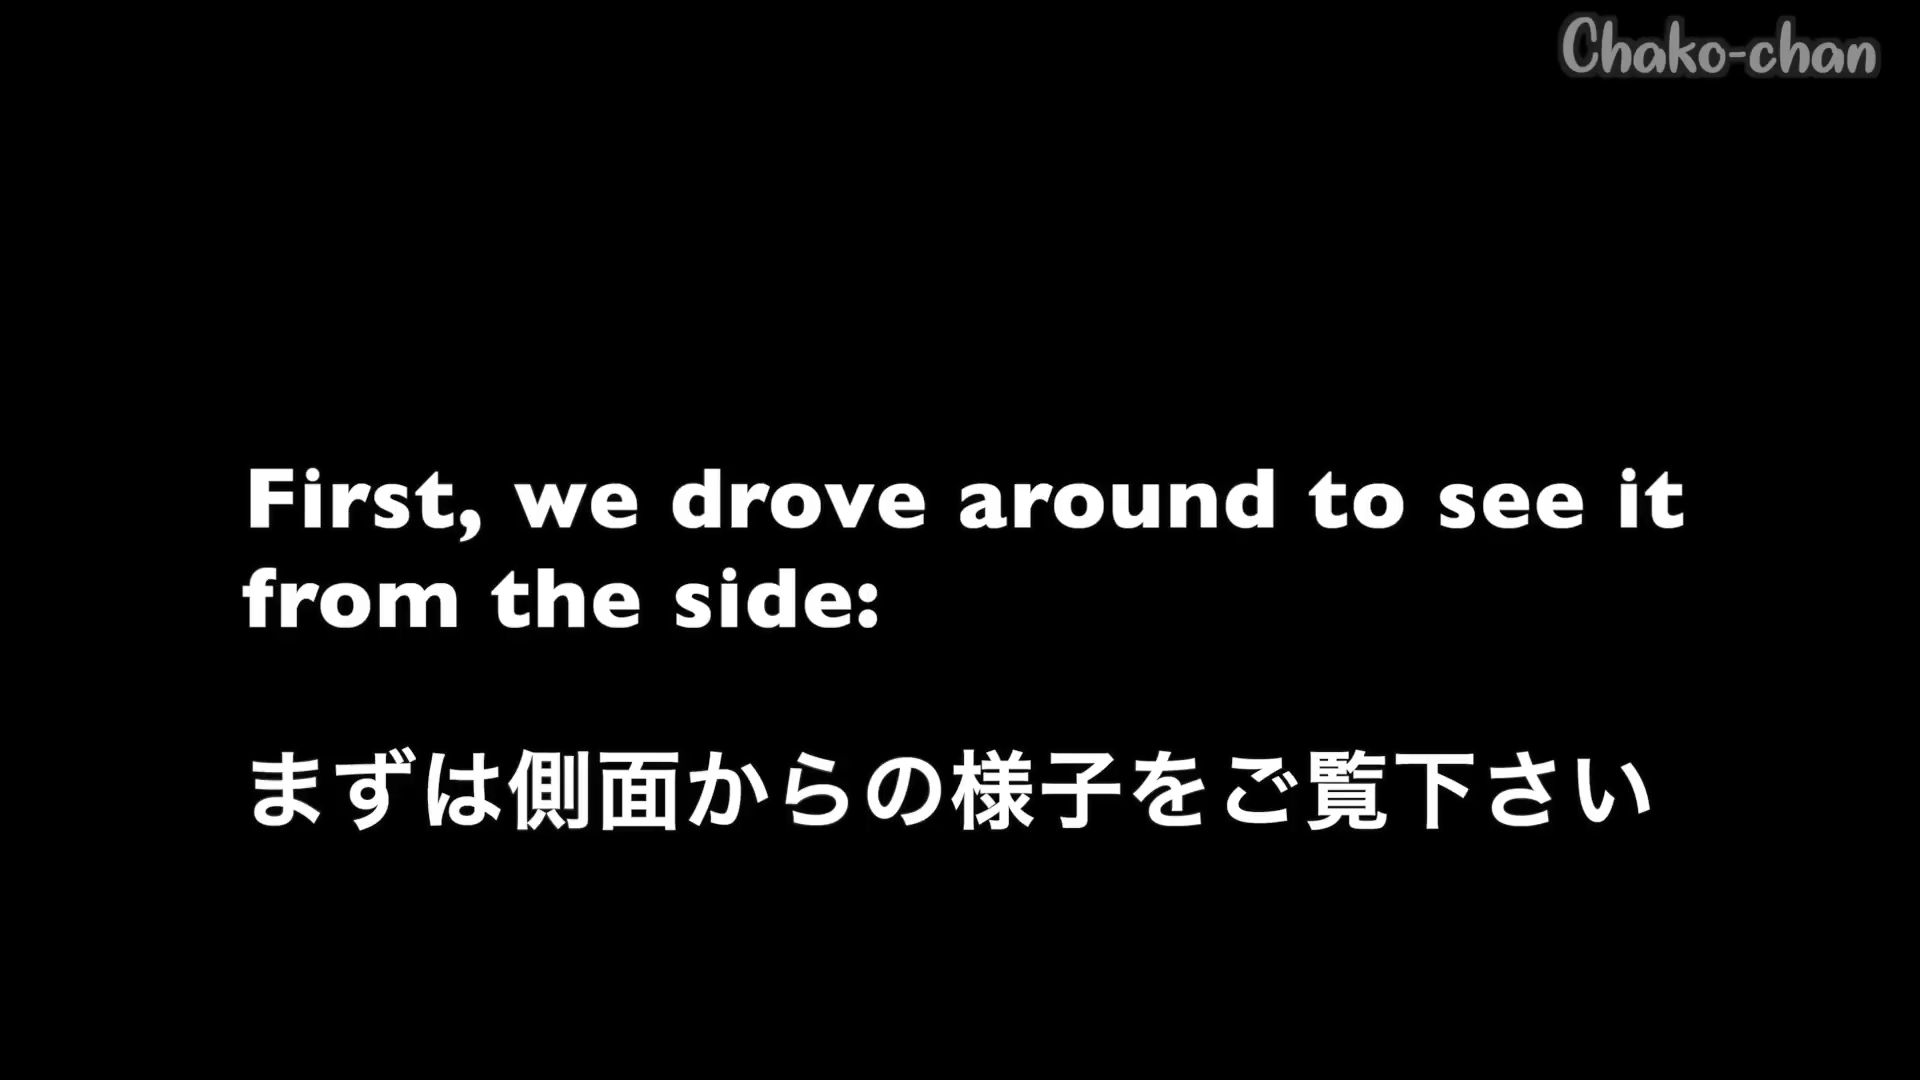 Chako-chan
First, we drove around to see it
from the side:
まずは側面からの様子をご覧下さい